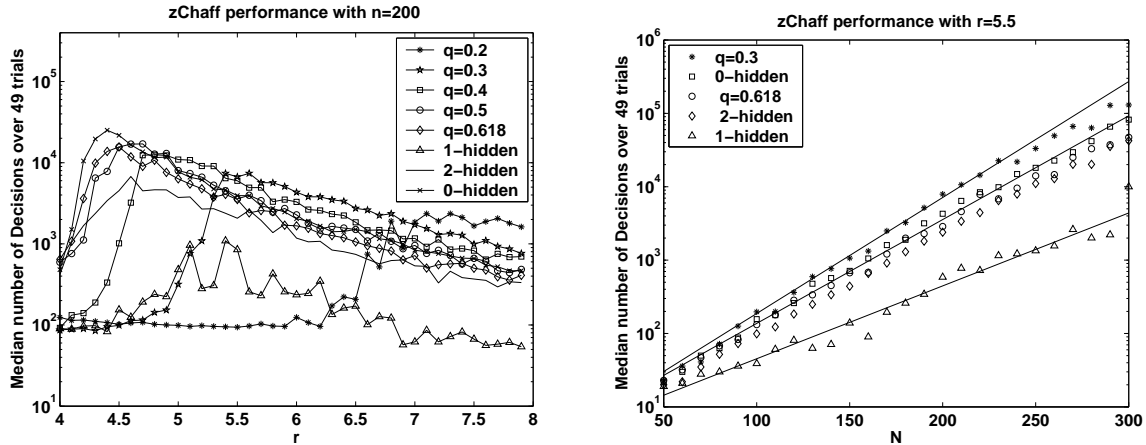 zChaff performance with n=200
Median number of Decisions over 49 trials
10^5
10^4
10^3
10^2
10^1
4
4.5
5
5.5
6
6.5
7
7.5
8
r
q=0.2
q=0.3
q=0.4
q=0.5
q=0.618
1-hidden
2-hidden
0-hidden
zChaff performance with r=5.5
Median number of Decisions over 49 trials
10^6
10^5
10^4
10^3
10^2
10^1
50
100
150
200
250
300
N
q=0.3
0-hidden
q=0.618
2-hidden
1-hidden